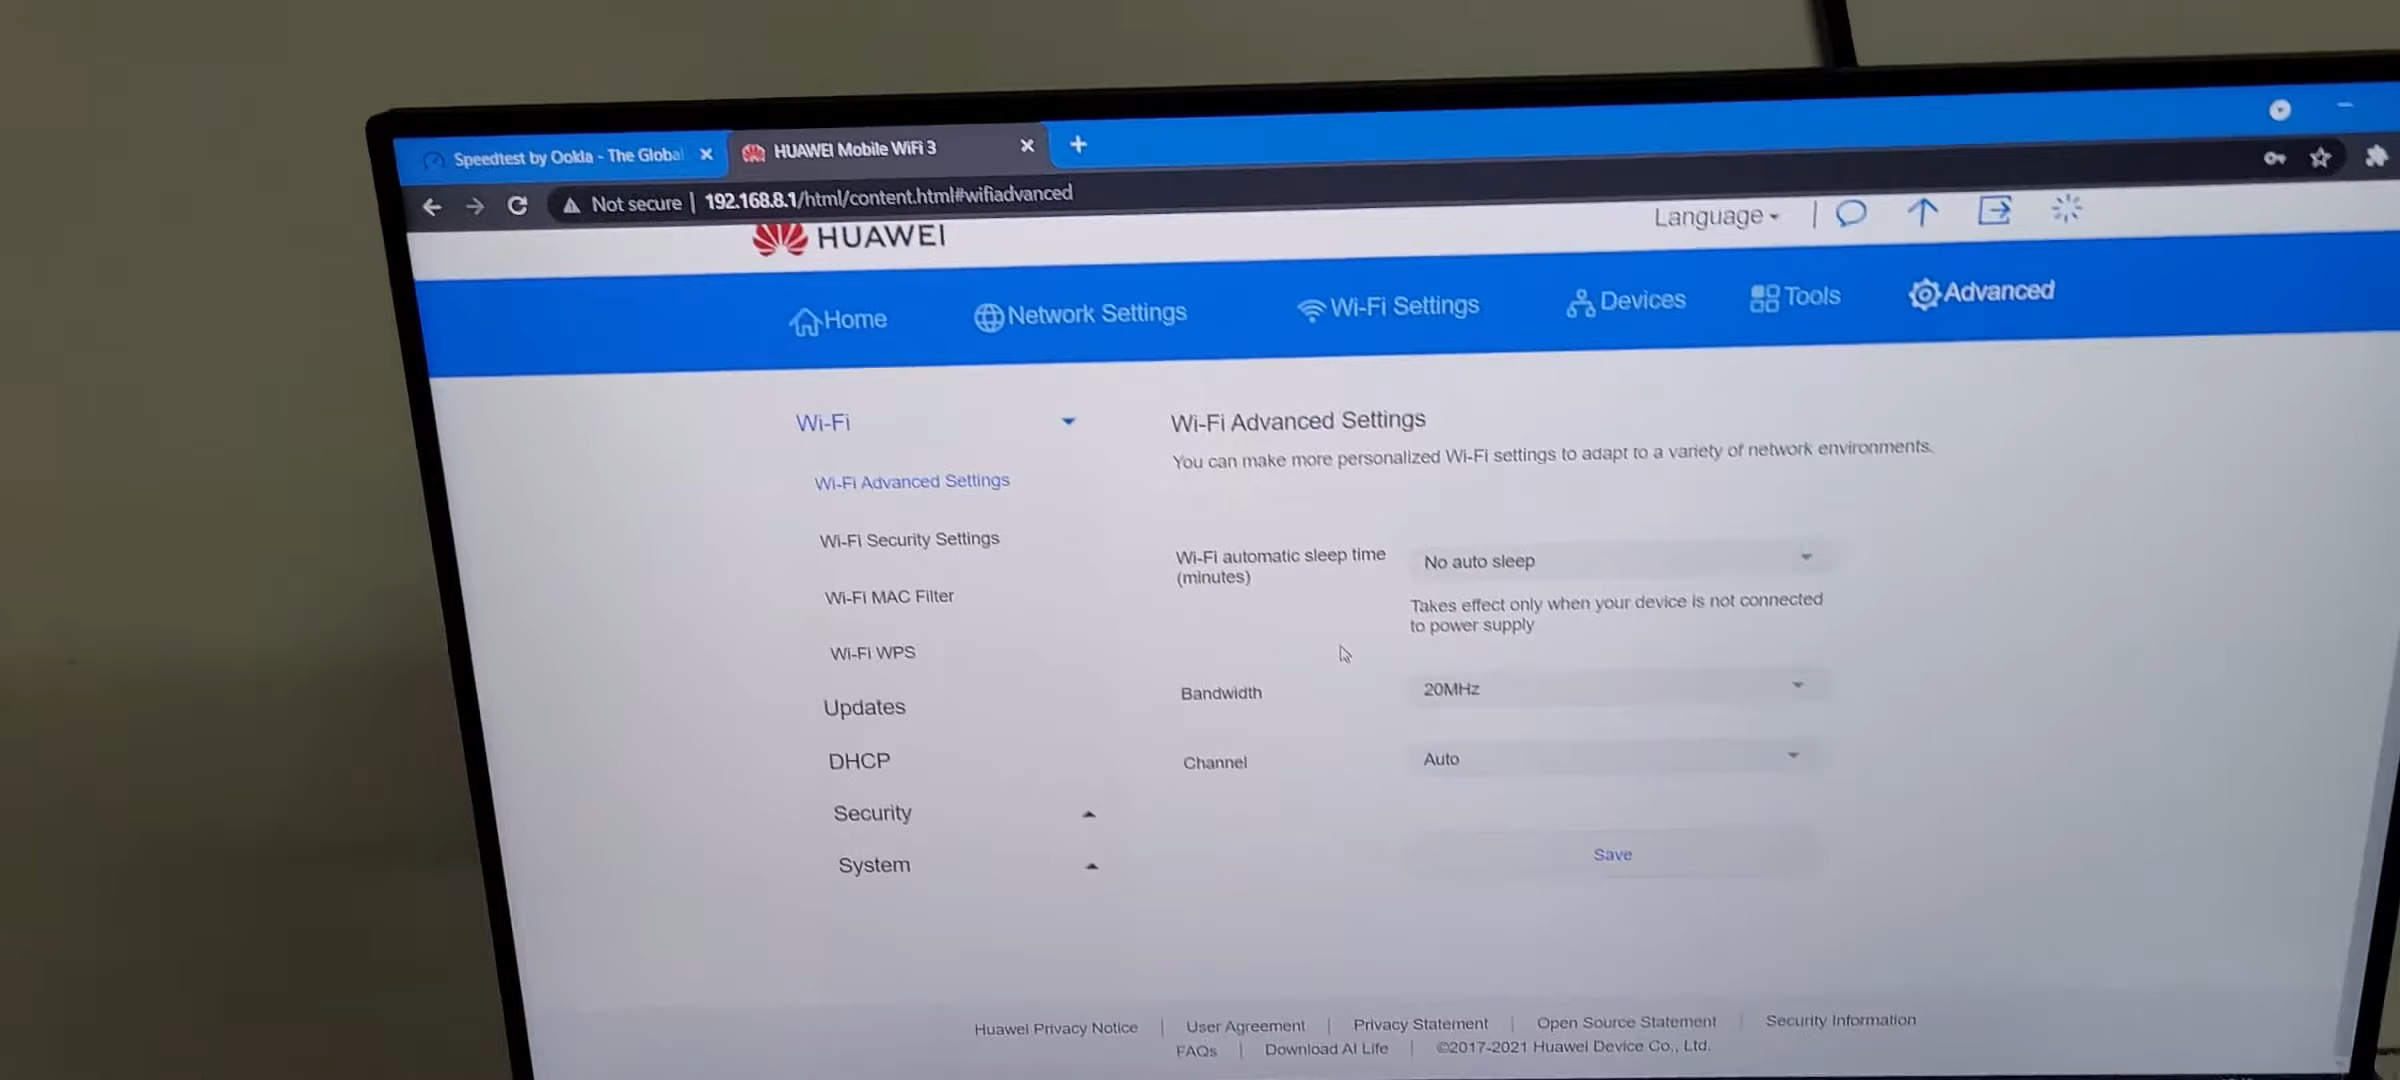 Speedtest by Ookla - The Global
HUAWEI Mobile WiFi 3
Not secure | 192.168.8.1/html/content.html#wifiadvanced
HUAWEI
Language
Home
Network Settings
Wi-Fi Settings
Devices
Tools
Advanced
Wi-Fi
Wi-Fi Advanced Settings
Wi-Fi Security Settings
Wi-Fi MAC Filter
Wi-Fi WPS
Updates
DHCP
Security
System
Wi-Fi Advanced Settings
You can make more personalized Wi-Fi settings to adapt to a variety of network environments.
Wi-Fi automatic sleep time
(minutes)
No auto sleep
Takes effect only when your device is not connected
to power supply
Bandwidth
20MHz
Channel
Auto
Save
Huawei Privacy Notice | User Agreement | Privacy Statement | Open Source Statement | Security Information
FAQs | Download AI Life | ©2017-2021 Huawei Device Co., Ltd.